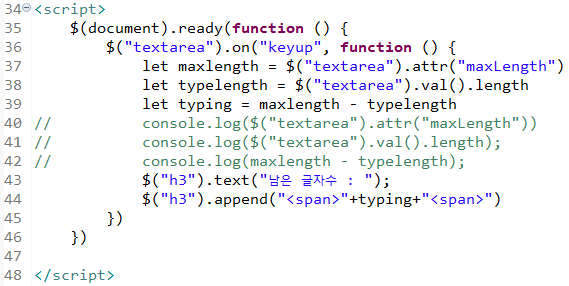 34 <script>
35 $(document).ready(function () {
36 $("textarea").on("keyup", function () {
37 let maxlength = $("textarea").attr("maxLength")
38 let typelength = $("textarea").val().length
39 let typing = maxlength - typelength
40 // console.log($("textarea").attr("maxLength"))
41 // console.log($("textarea").val().length);
42 // console.log(maxlength - typelength);
43 $("h3").text("남은 글자수 : ");
44 $("h3").append("<span>"+typing+"<span>")
45 })
46 })
47
48 </script>